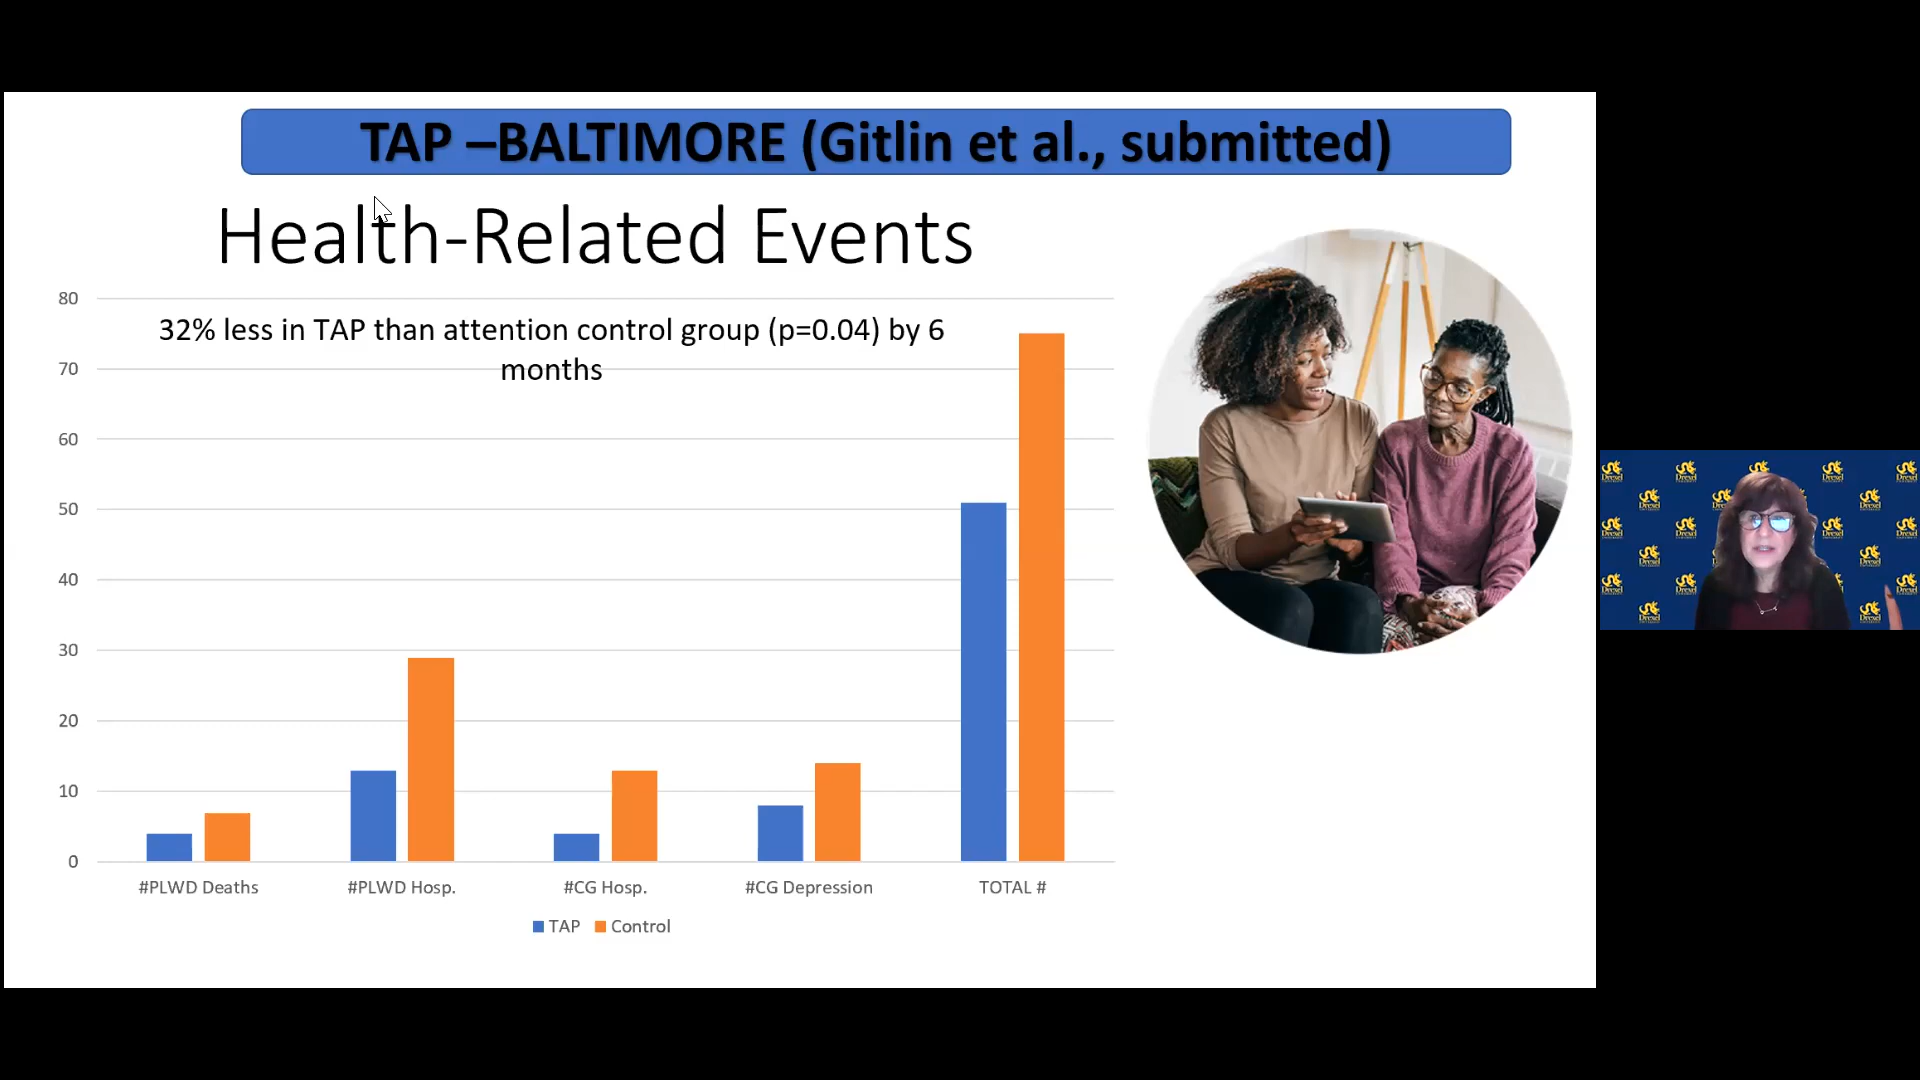 TAP –BALTIMORE (Gitlin et al., submitted)
Health-Related Events
80
32% less in TAP than attention control group (p=0.04) by 6
months
70
60
50
40
30
20
10
0
#PLWD Deaths
#PLWD Hosp.
#CG Hosp.
#CG Depression
TOTAL #
TAP
Control
Drexel